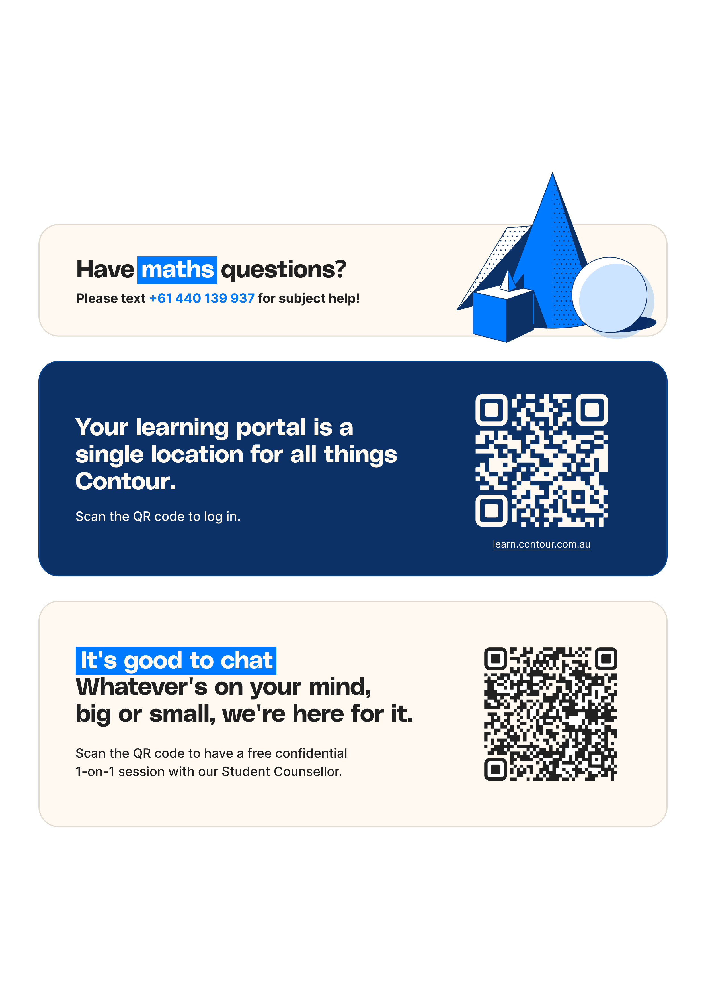 Have maths questions?
Please text +61 440 139 937 for subject help!
Your learning portal is a
single location for all things
Contour.
Scan the QR code to log in.
learn.contour.com.au
It's good to chat
Whatever's on your mind,
big or small, we're here for it.
Scan the QR code to have a free confidential
1-on-1 session with our Student Counsellor.